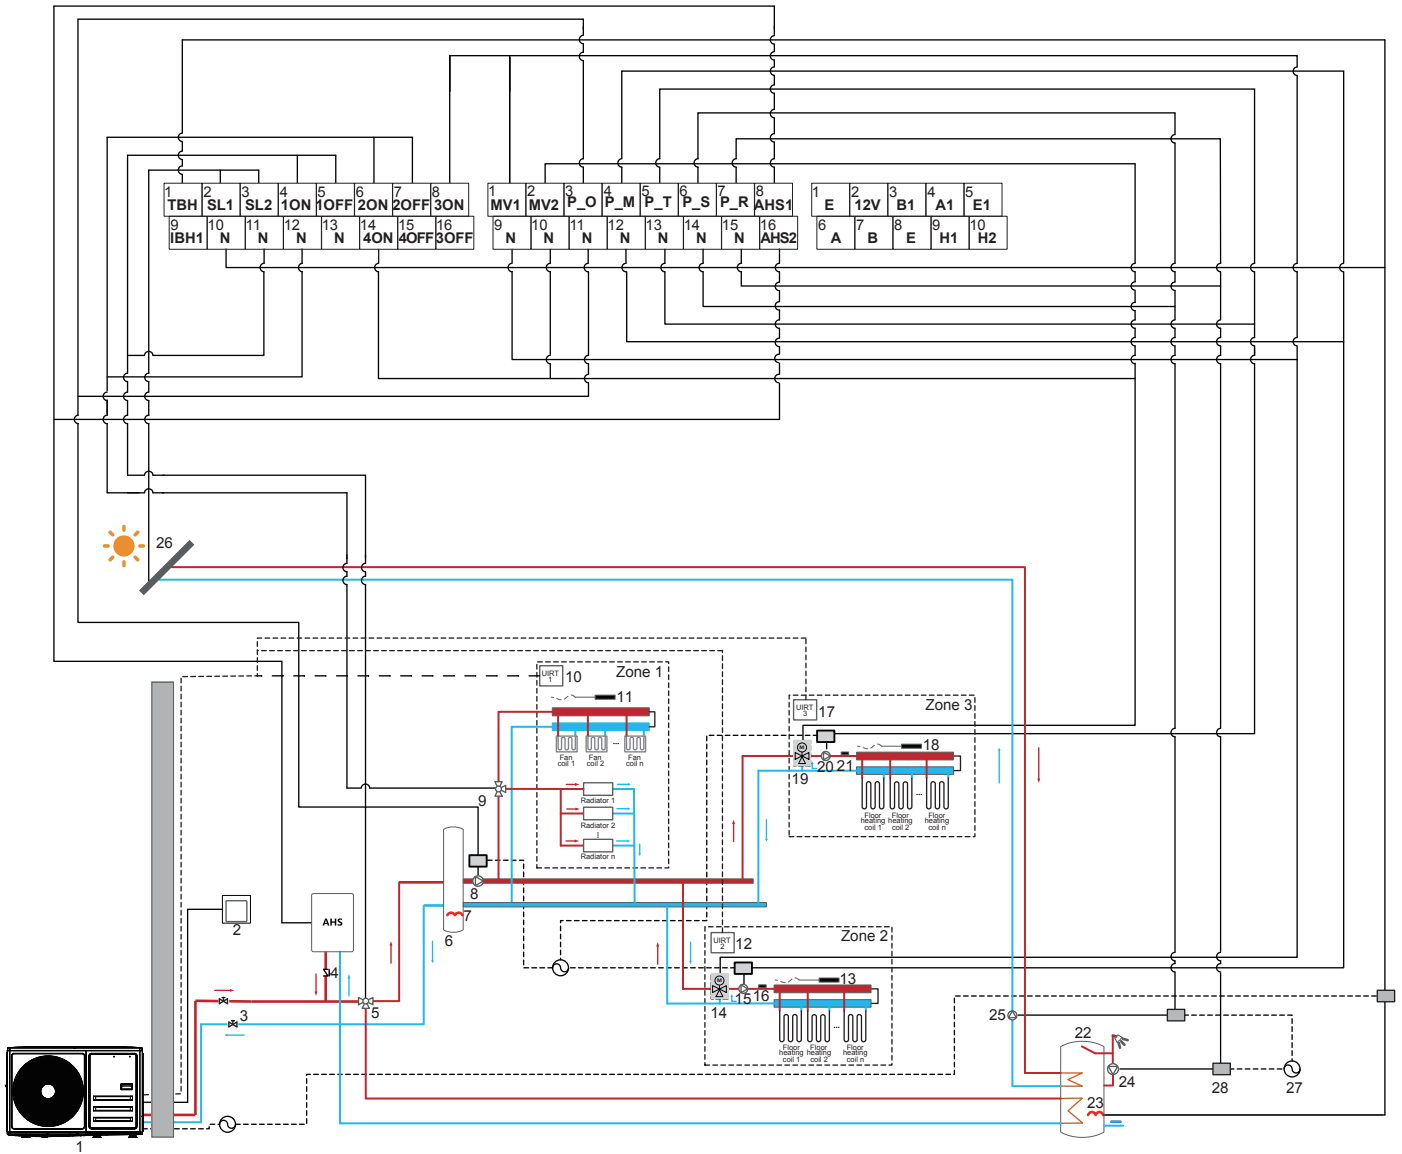 1 2 3 4 5 6 7 8
TBH SL1 SL2 1ON 1OFF 2ON 2OFF 3ON
9 10 11 12 13 14 15 16
IBH1 N N N N 4ON 4OFF 3OFF
1 2 3 4 5 6 7 8
MV1 MV2 P_O P_M P_T P_S P_R AHS1
9 10 11 12 13 14 15 16
N N N N N N N AHS2
1 2 3 4 5
E 12V B1 A1 E1
6 7 8 9 10
A B E H1 H2
26
UIRT
1
10
Zone 1
11
Fan
coil 1
Fan
coil 2
...
Fan
coil n
9
Radiator 1
Radiator 2
Radiator n
UIRT
3
17
Zone 3
M
18
19
20
21
Floor
heating
coil 1
Floor
heating
coil 2
...
Floor
heating
coil n
8
7
6
2
AHS
4
5
3
UIRT
2
12
Zone 2
M
13
14
15
16
Floor
heating
coil 1
Floor
heating
coil 2
...
Floor
heating
coil n
25
22
24
23
28
27
1